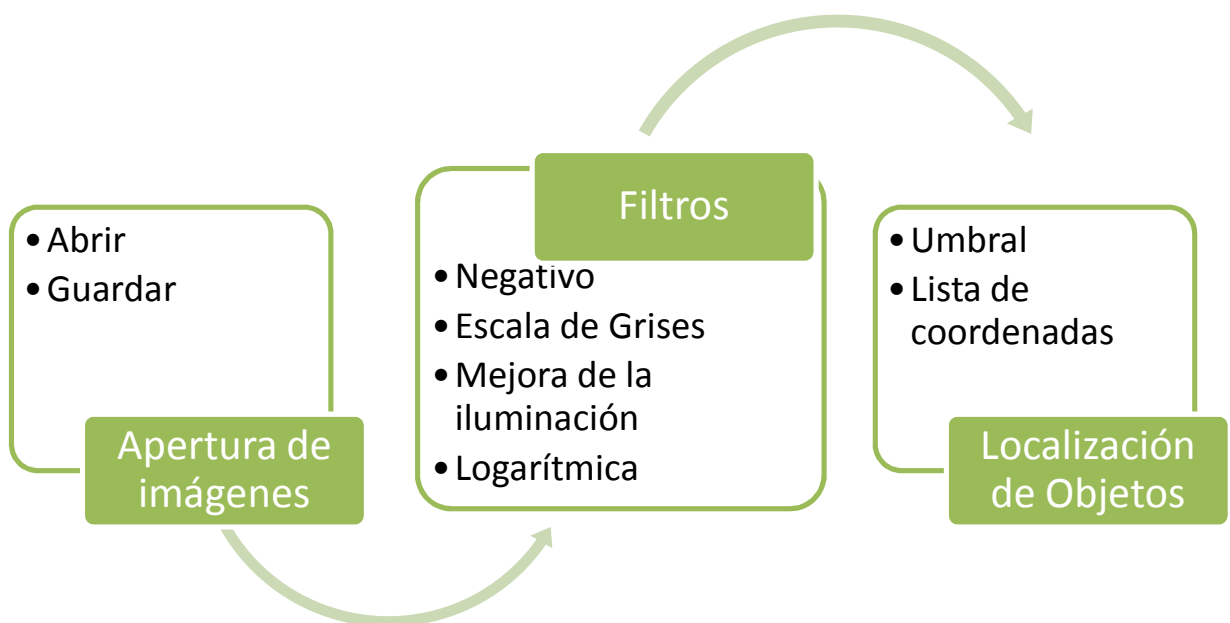 • Abrir
• Guardar
Apertura de
imágenes
Filtros
• Negativo
• Escala de Grises
• Mejora de la
iluminación
• Logarítmica
• Umbral
• Lista de
coordenadas
Localización
de Objetos